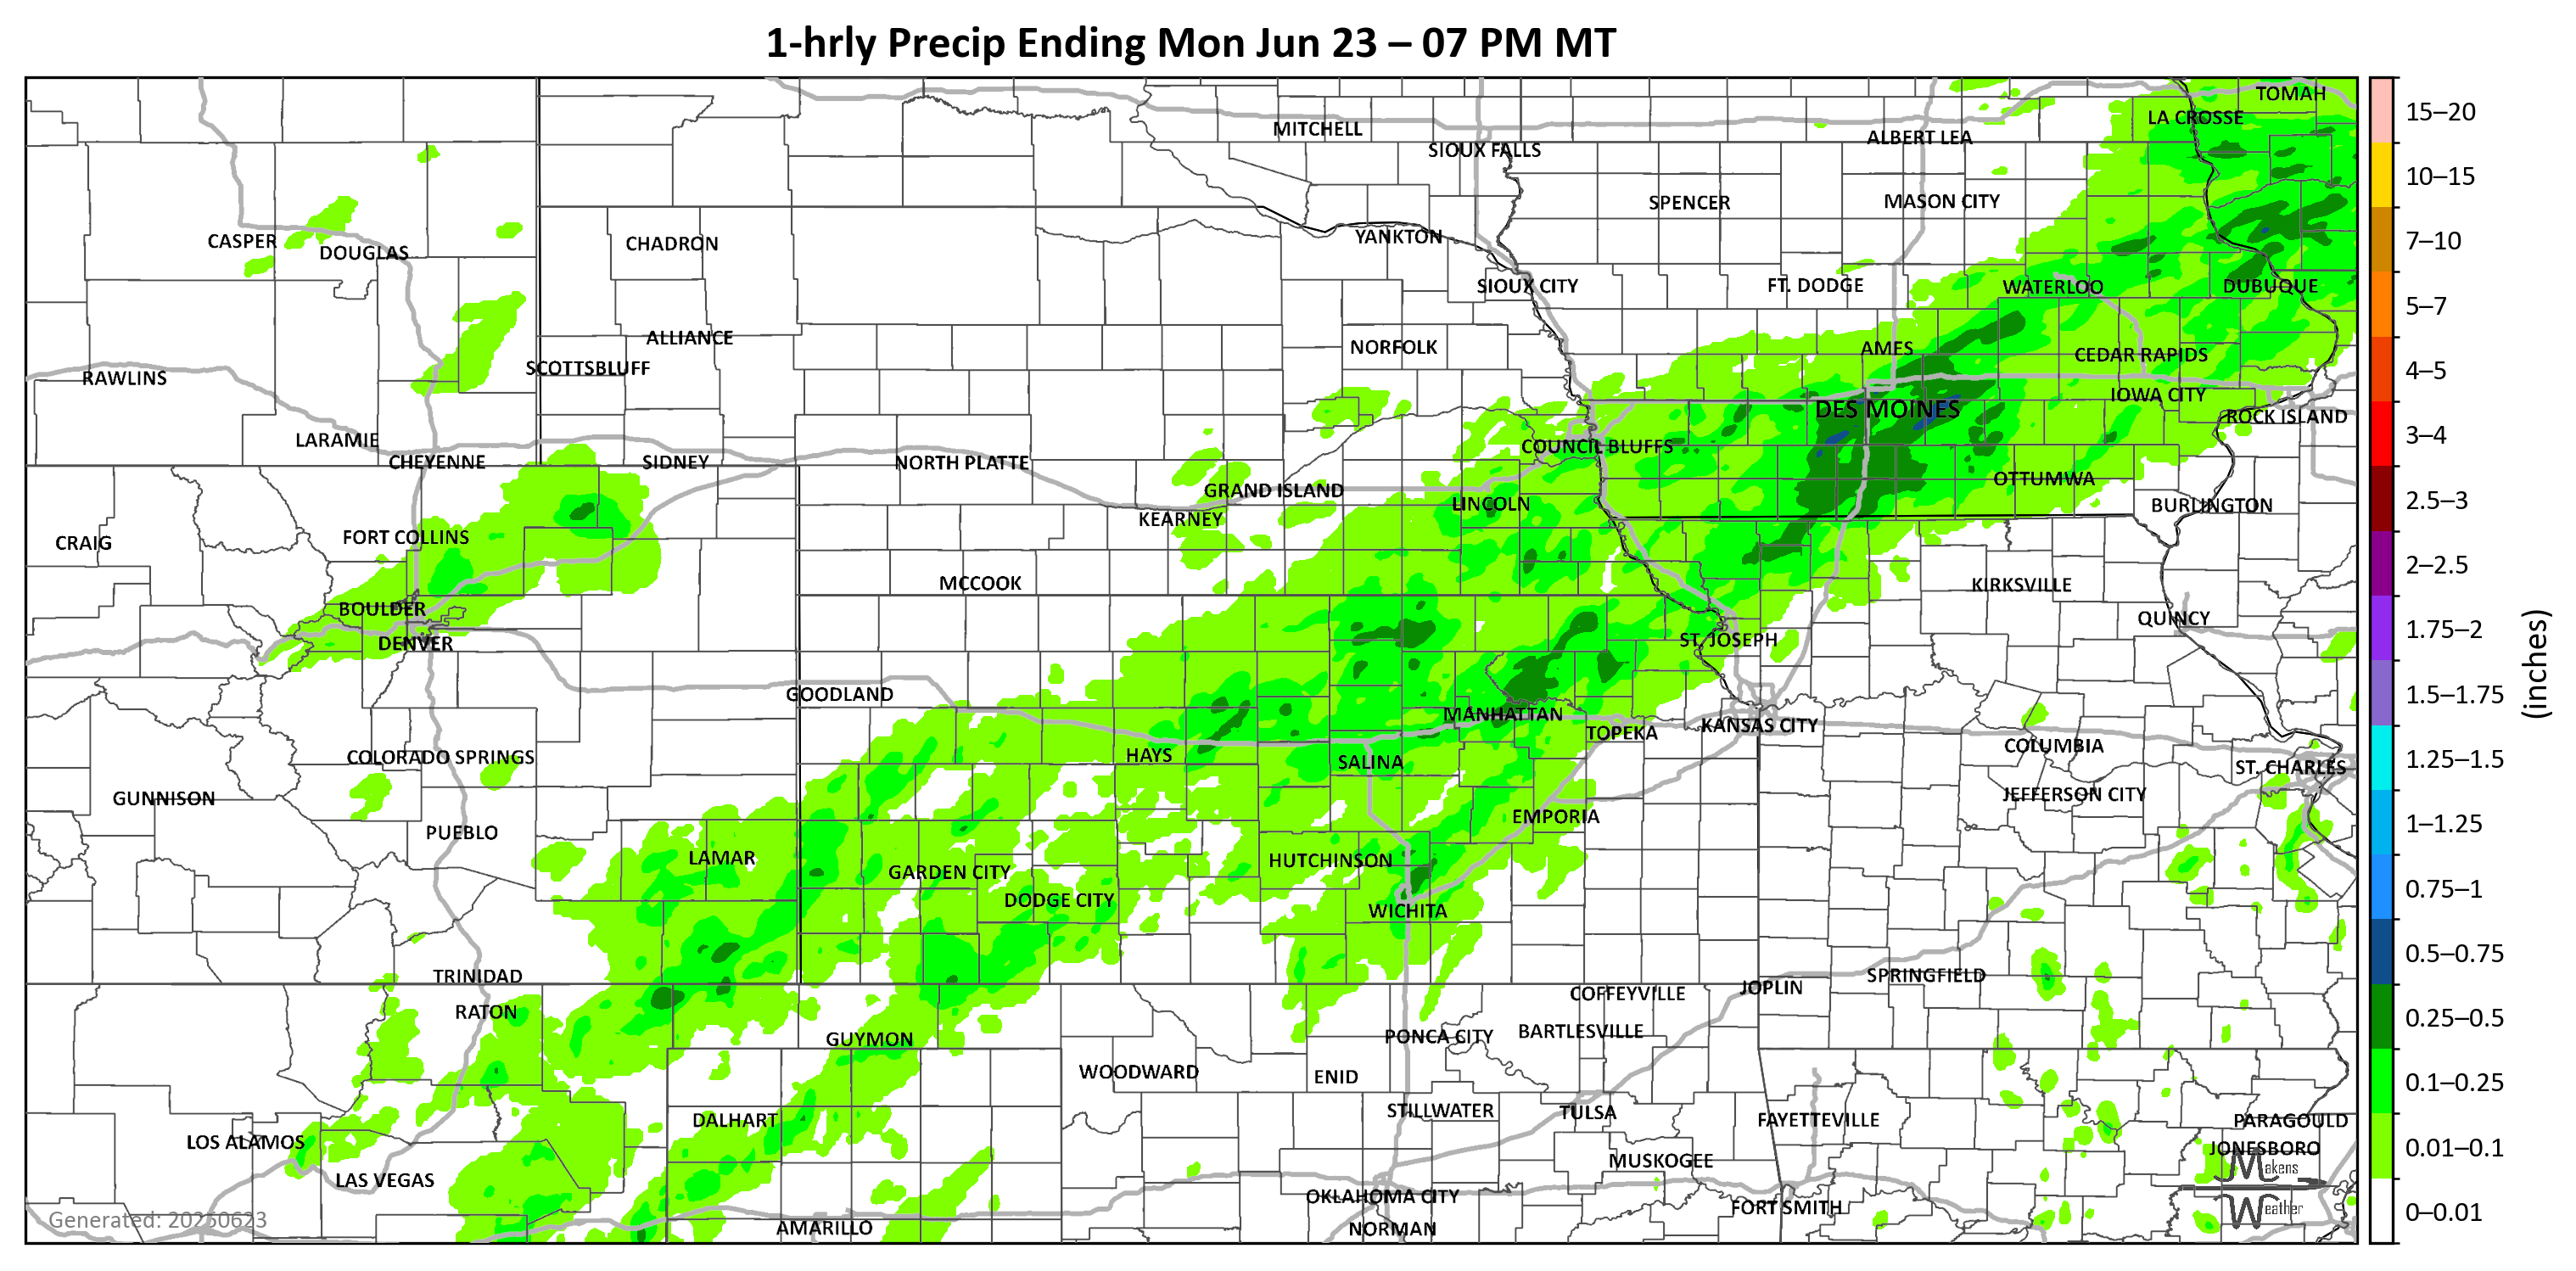 1-hrly Precip Ending Mon Jun 23 – 07 PM MT
TOMAH
LA CROSSE
MITCHELL
ALBERT LEA
SIOUX FALLS
SPENCER
MASON CITY
CASPER
DOUGLAS
CHADRON
YANKTON
SIOUX CITY
FT. DODGE
WATERLOO
DUBUQUE
ALLIANCE
NORFOLK
AMES
CEDAR RAPIDS
SCOTTSBLUFF
RAWLINS
IOWA CITY
DES MOINES
ROCK ISLAND
LARAMIE
COUNCIL BLUFFS
CHEYENNE
SIDNEY
NORTH PLATTE
OTTUMWA
GRAND ISLAND
LINCOLN
BURLINGTON
KEARNEY
FORT COLLINS
CRAIG
MCCOOK
KIRKSVILLE
BOULDER
QUINCY
DENVER
ST. JOSEPH
GOODLAND
MANHATTAN
KANSAS CITY
TOPEKA
COLUMBIA
COLORADO SPRINGS
HAYS
SALINA
ST. CHARLES
GUNNISON
JEFFERSON CITY
EMPORIA
PUEBLO
LAMAR
HUTCHINSON
GARDEN CITY
DODGE CITY
WICHITA
TRINIDAD
SPRINGFIELD
JOPLIN
COFFEYVILLE
RATON
GUYMON
PONCA CITY
BARTLESVILLE
WOODWARD
ENID
STILLWATER
TULSA
DALHART
FAYETTEVILLE
PARAGOULD
LOS ALAMOS
JONESBORO
MUSKOGEE
LAS VEGAS
OKLAHOMA CITY
FORT SMITH
AMARILLO
NORMAN
Generated: 20250623
Makens
Weather
15–20
10–15
7–10
5–7
4–5
3–4
2.5–3
2–2.5
1.75–2
1.5–1.75
1.25–1.5
1–1.25
0.75–1
0.5–0.75
0.25–0.5
0.1–0.25
0.01–0.1
0–0.01
(inches)